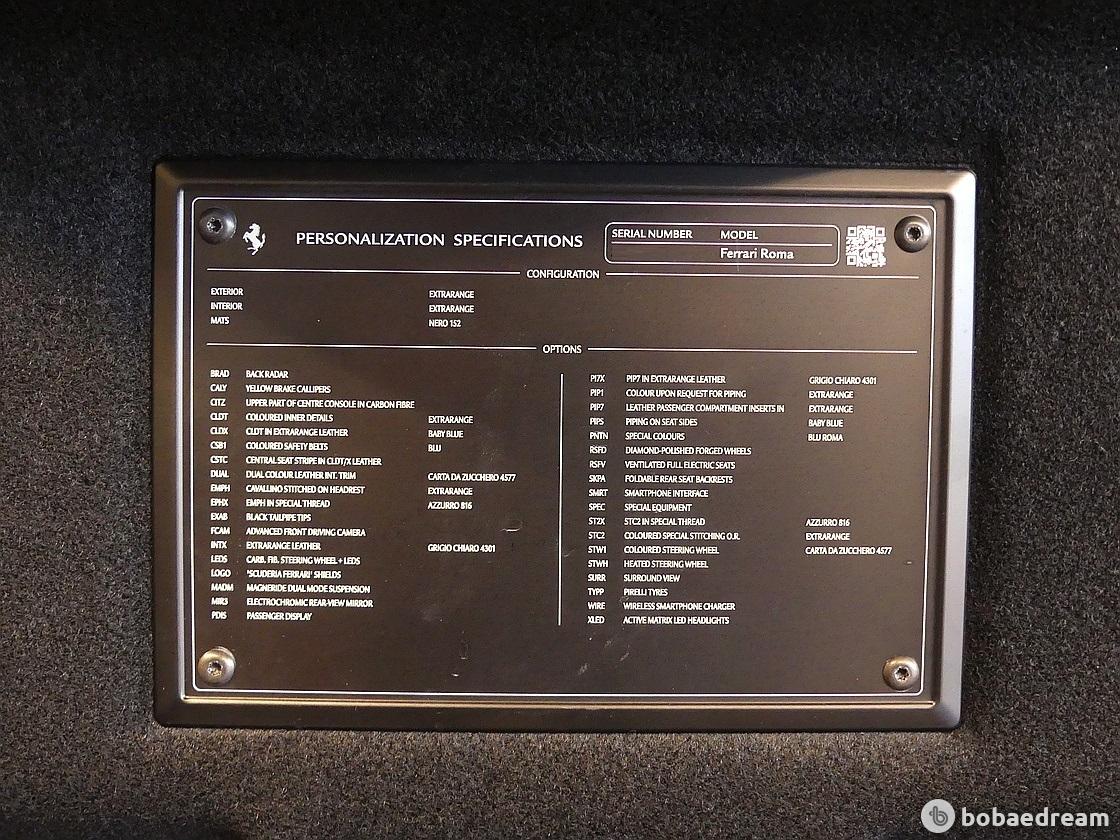 PERSONALIZATION SPECIFICATIONS
SERIAL NUMBER MODEL
Ferrari Roma
CONFIGURATION
EXTERIOR EXTRARANGE
INTERIOR EXTRARANGE
MATS NERO 152
OPTIONS
BRAD BACK RADAR
CALY YELLOW BRAKE CALLIPERS
CITZ UPPER PART OF CENTRE CONSOLE IN CARBON FIBRE
CLDT COLOURED INNER DETAILS EXTRARANGE
CLDX CLDT IN EXTRARANGE LEATHER BABY BLUE
CSB1 COLOURED SAFETY BELTS BLU
CSTC CENTRAL SEAT STRIPE IN CLDT/X LEATHER
DUAL DUAL COLOUR LEATHER INT. TRIM CARTA DA ZUCCHERO 4577
EMPH CAVALLINO STITCHED ON HEADREST EXTRARANGE
EPHX EMPH IN SPECIAL THREAD AZZURRO 816
EXAB BLACK TAILPIPE TIPS
FCAM ADVANCED FRONT DRIVING CAMERA
INTX EXTRARANGE LEATHER GRIGIO CHIARO 4301
LEDS CARB. FIB. STEERING WHEEL + LEDS
LOGO 'SCUDERIA FERRARI' SHIELDS
MADM MAGNERIDE DUAL MODE SUSPENSION
MIR3 ELECTROCHROMIC REAR-VIEW MIRROR
PDIS PASSENGER DISPLAY
PI7X PIP7 IN EXTRARANGE LEATHER GRIGIO CHIARO 4301
PIP1 COLOUR UPON REQUEST FOR PIPING EXTRARANGE
PIP7 LEATHER PASSENGER COMPARTMENT INSERTS IN EXTRARANGE
PIPS PIPING ON SEAT SIDES BABY BLUE
PNTN SPECIAL COLOURS BLU ROMA
RSFD DIAMOND-POLISHED FORGED WHEELS
RSFV VENTILATED FULL ELECTRIC SEATS
SKPA FOLDABLE REAR SEAT BACKRESTS
SMRT SMARTPHONE INTERFACE
SPEC SPECIAL EQUIPMENT
ST2X STC2 IN SPECIAL THREAD AZZURRO 816
STC2 COLOURED SPECIAL STITCHING O.R. EXTRARANGE
STW1 COLOURED STEERING WHEEL CARTA DA ZUCCHERO 4577
STWH HEATED STEERING WHEEL
SURR SURROUND VIEW
TYPP PIRELLI TYRES
WIRE WIRELESS SMARTPHONE CHARGER
XLED ACTIVE MATRIX LED HEADLIGHTS
bobaedream